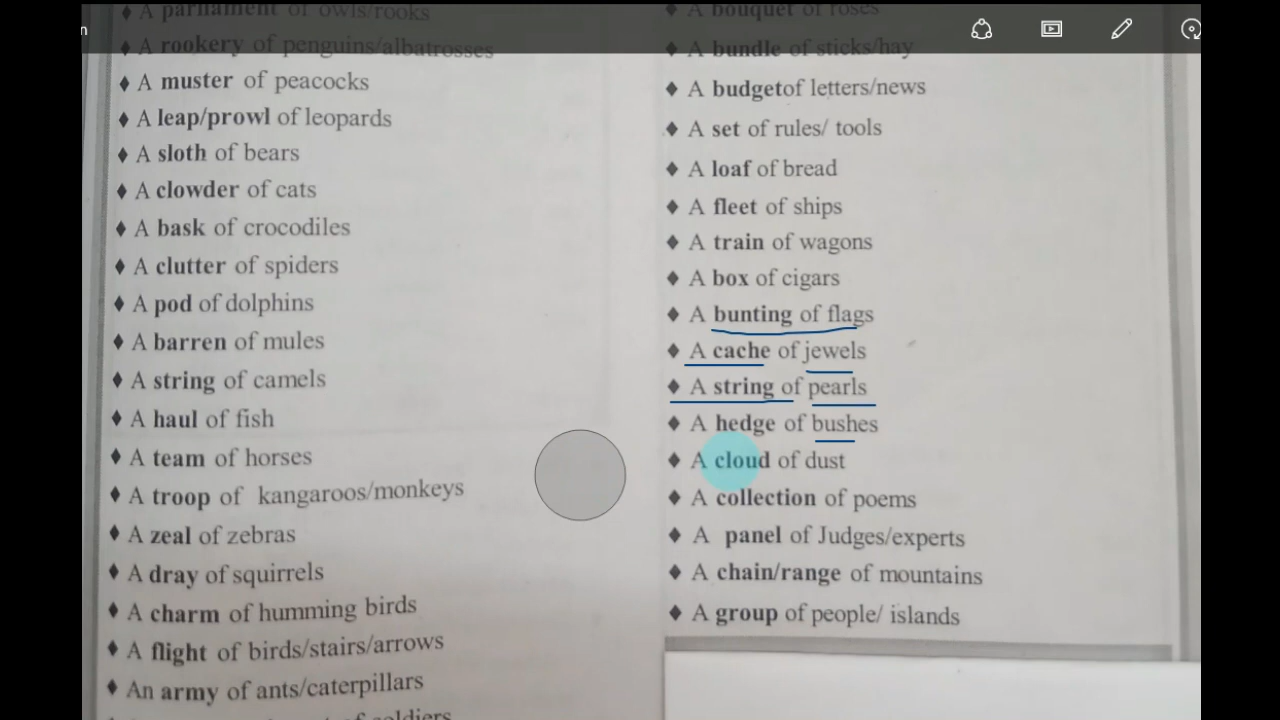 n
♦ A parliament of owls/rooks
♦ A rookery of penguins/albatrosses
♦ A muster of peacocks
♦ A leap/prowl of leopards
♦ A sloth of bears
♦ A clowder of cats
♦ A bask of crocodiles
♦ A clutter of spiders
♦ A pod of dolphins
♦ A barren of mules
♦ A string of camels
♦ A haul of fish
♦ A team of horses
♦ A troop of kangaroos/monkeys
♦ A zeal of zebras
♦ A dray of squirrels
♦ A charm of humming birds
♦ A flight of birds/stairs/arrows
♦ An army of ants/caterpillars
of soldiers
♦ A bouquet of roses
♦ A bundle of sticks/hay
♦ A budgetof letters/news
♦ A set of rules/ tools
♦ A loaf of bread
♦ A fleet of ships
♦ A train of wagons
♦ A box of cigars
♦ A bunting of flags
♦ A cache of jewels
♦ A string of pearls
♦ A hedge of bushes
♦ A cloud of dust
♦ A collection of poems
♦ A panel of Judges/experts
♦ A chain/range of mountains
♦ A group of people/ islands